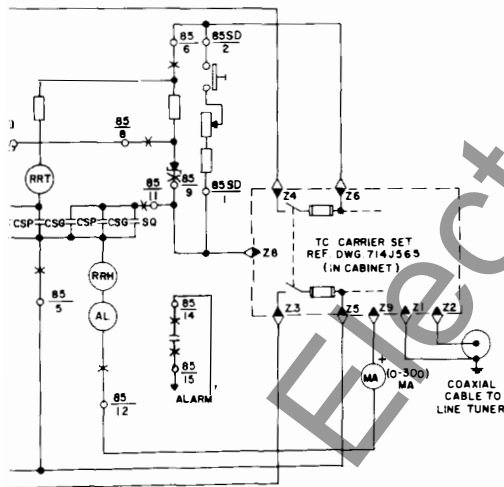 85
6
85SD
2
85
8
RRT
85
11
85
9
85SD
1
CSP
CSG
CSP
CSG
SQ
Z4
Z6
Z8
TC CARRIER SET
REF. DWG. 714J565
(IN CABINET)
RRH
AL
85
5
85
14
85
15
ALARM
85
12
Z3
Z5
Z9
Z1
Z2
MA
+
(0-300)
MA
COAXIAL
CABLE TO
LINE TUNER
Elect